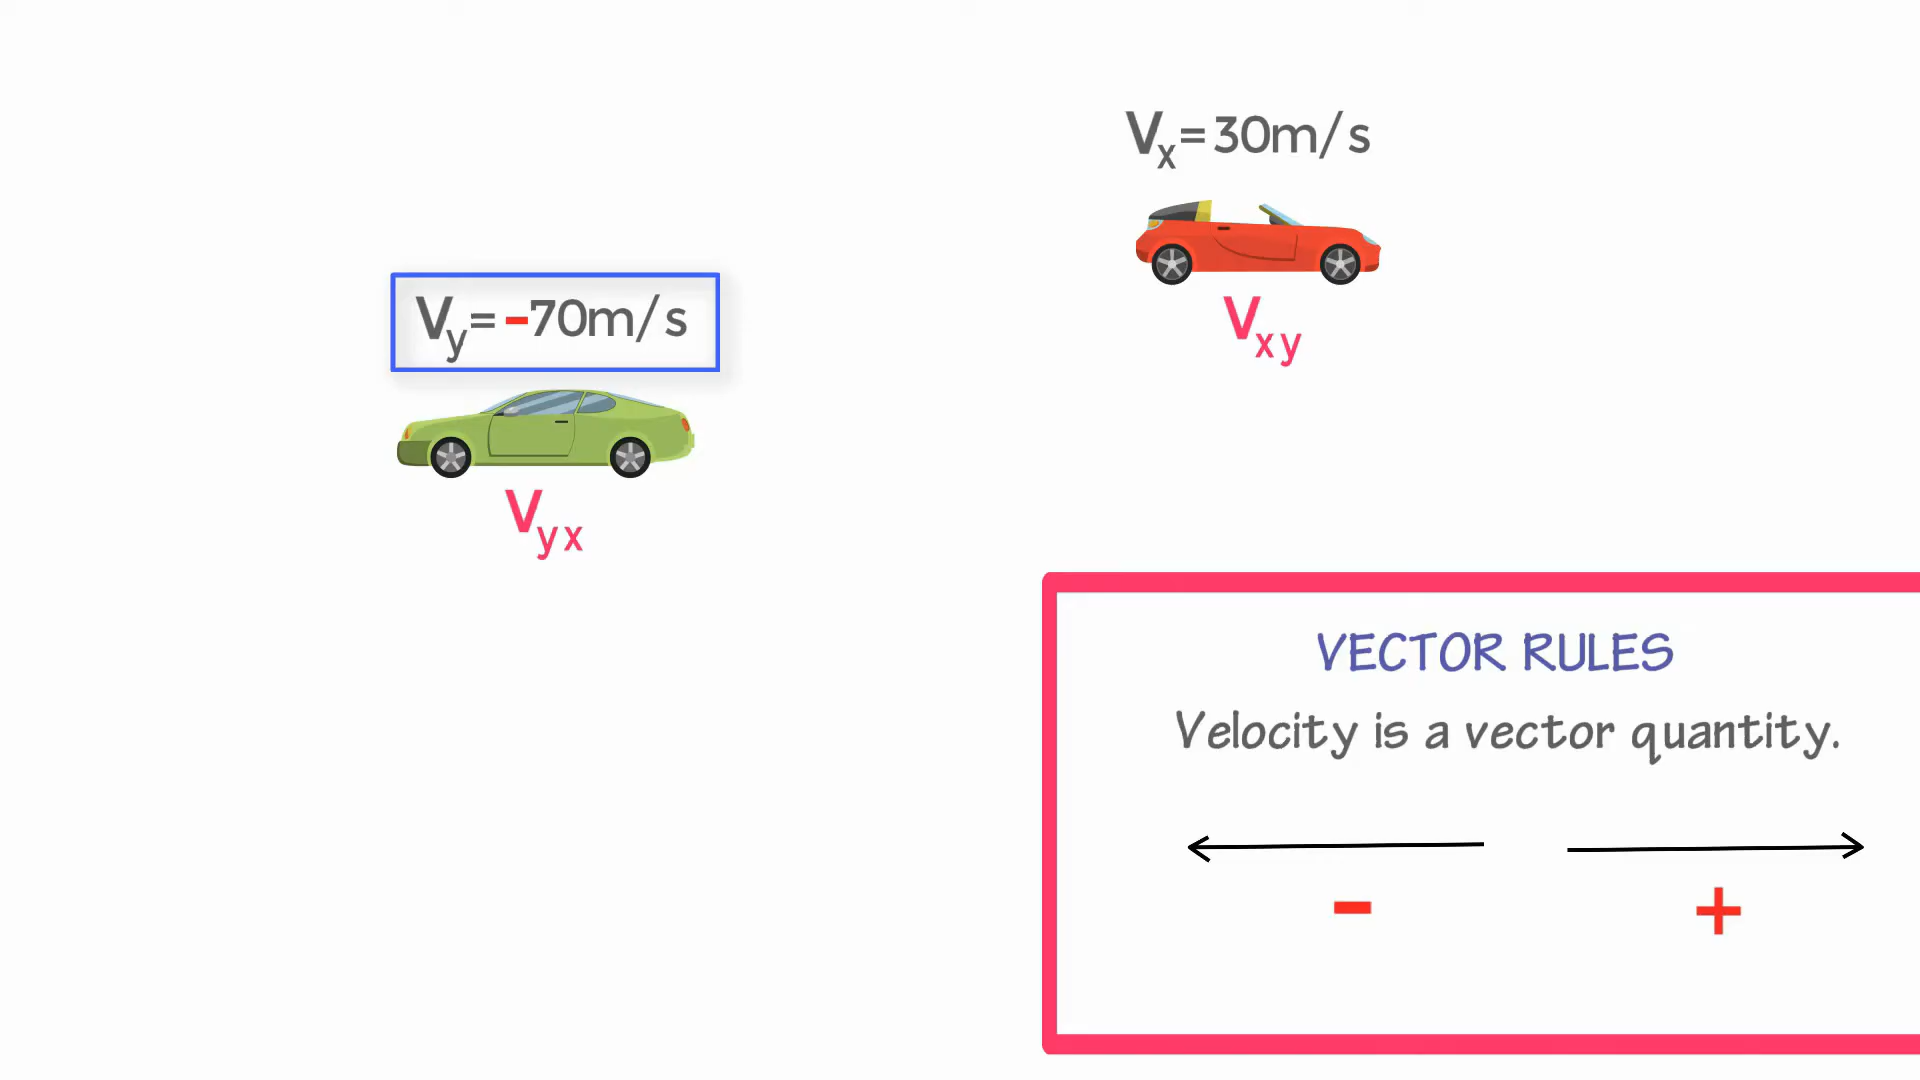 Vx=30m/s
Vxy
Vy=-70m/s
Vyx
VECTOR RULES
Velocity is a vector quantity.
- +